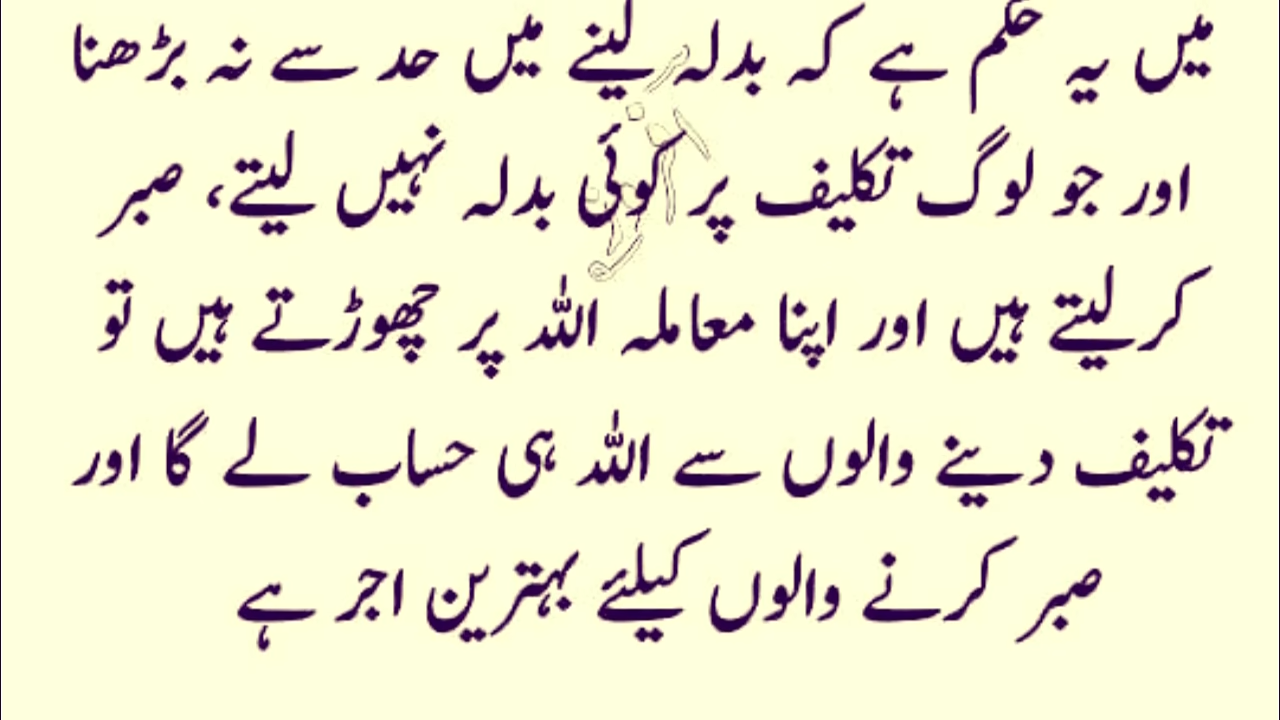 میں یہ حکم ہے کہ بدلہ لینے میں حد سے نہ بڑھنا
اور جو لوگ تکلیف پر کوئی بدلہ نہیں لیتے، صبر
کرلیتے ہیں اور اپنا معاملہ اللہ پر چھوڑتے ہیں تو
تکلیف دینے والوں سے اللہ ہی حساب لے گا اور
صبر کرنے والوں کیلئے بہترین اجر ہے